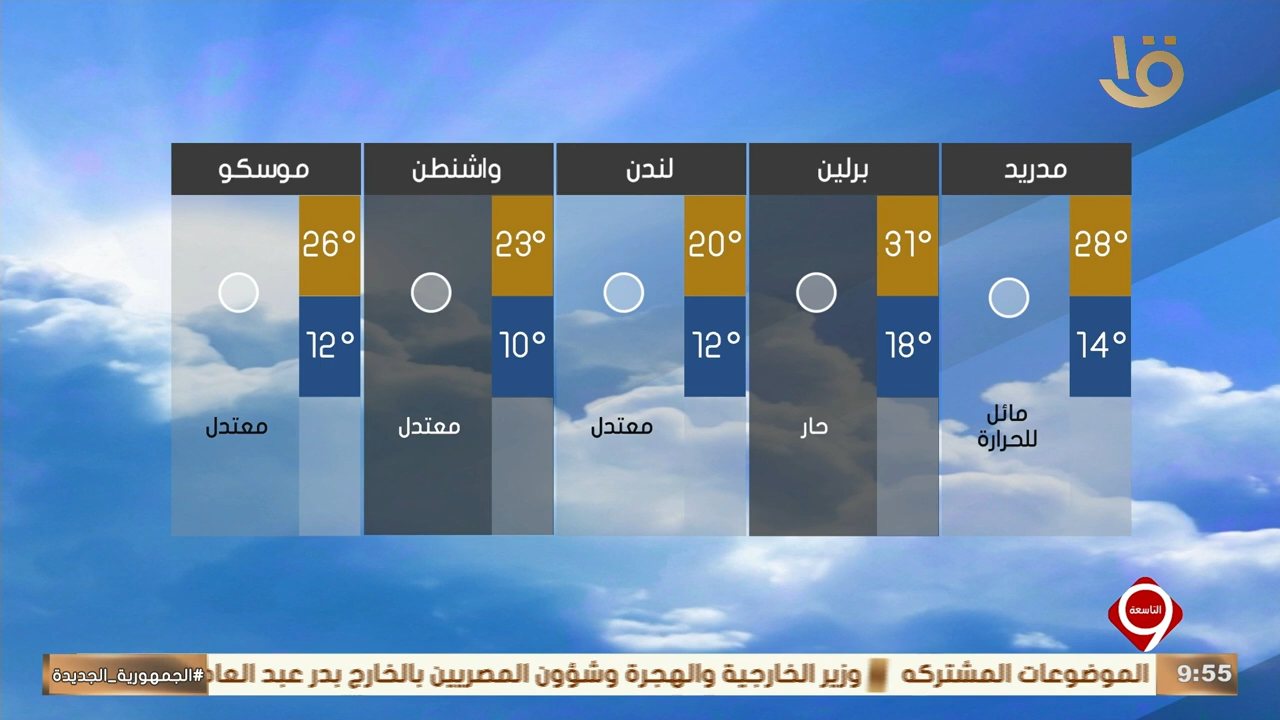 مدريد
28°
14°
مائل
للحرارة
برلين
31°
18°
حار
لندن
20°
12°
معتدل
واشنطن
23°
10°
معتدل
موسكو
26°
12°
معتدل
التاسعة
9
9:55
الموضوعات المشتركه
وزير الخارجية والهجرة وشؤون المصريين بالخارج بدر عبد العا
#الجمهورية_الجديدة